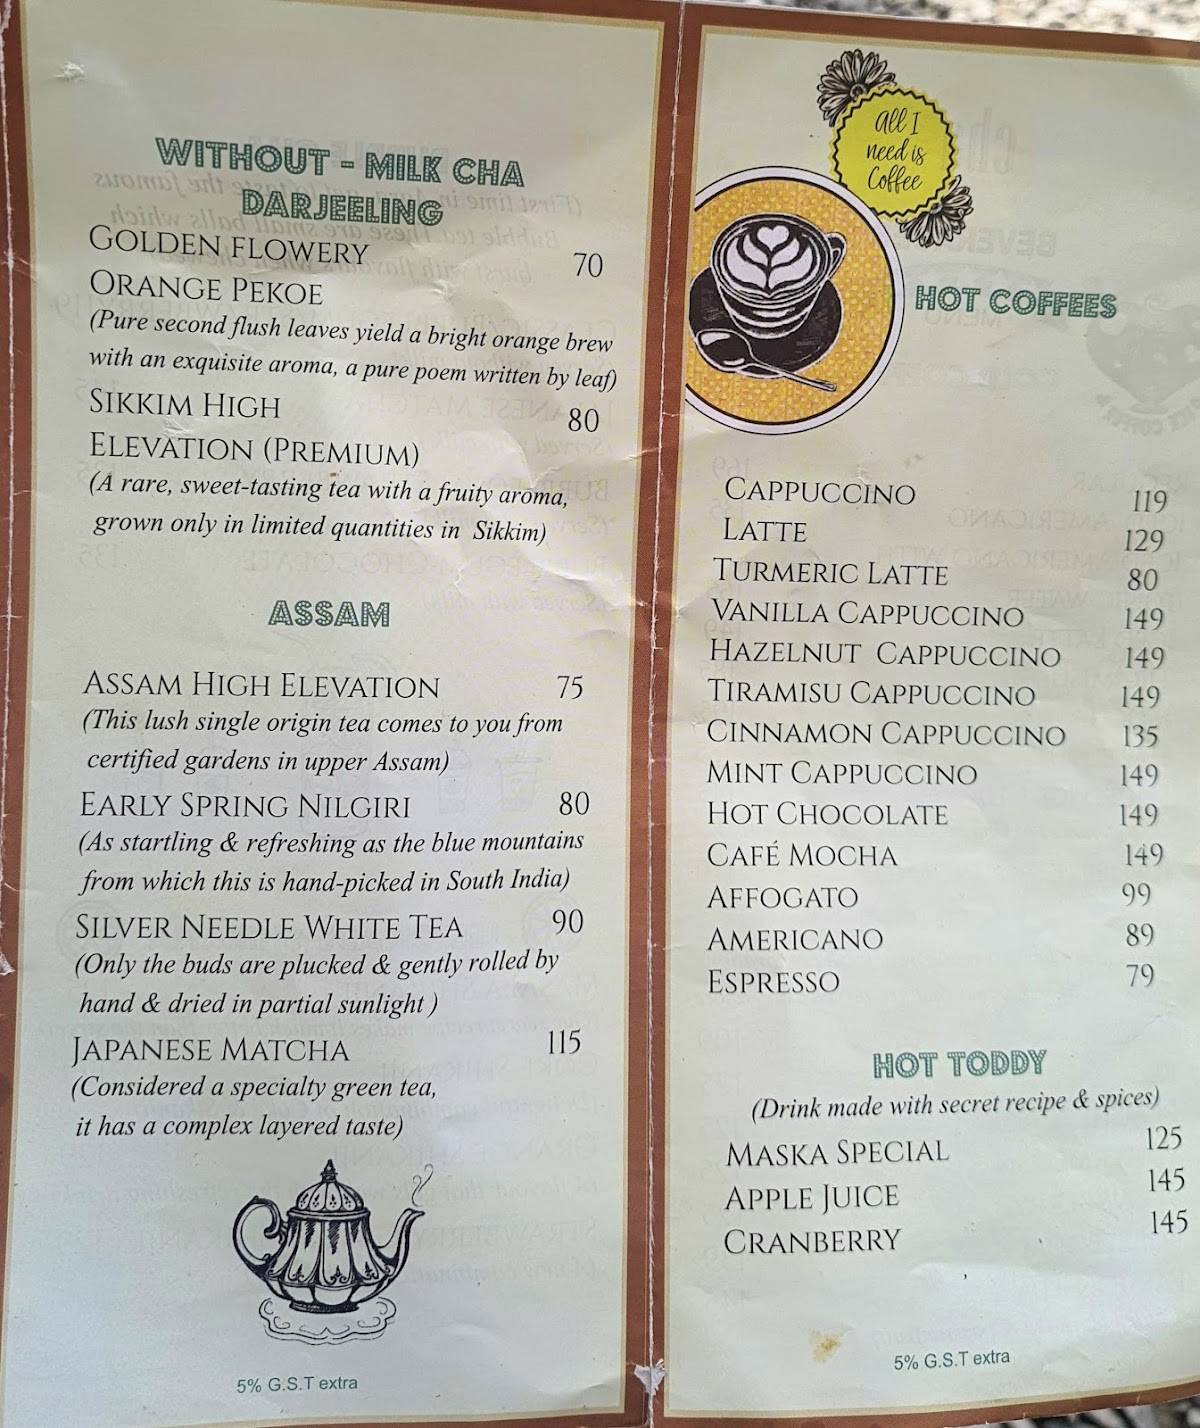 WITHOUT - MILK CHA
DARJEELING
GOLDEN FLOWERY 70
ORANGE PEKOE
(Pure second flush leaves yield a bright orange brew
with an exquisite aroma, a pure poem written by leaf)
SIKKIM HIGH 80
ELEVATION (PREMIUM)
(A rare, sweet-tasting tea with a fruity aroma,
grown only in limited quantities in Sikkim)
ASSAM
ASSAM HIGH ELEVATION 75
(This lush single origin tea comes to you from
certified gardens in upper Assam)
EARLY SPRING NILGIRI 80
(As startling & refreshing as the blue mountains
from which this is hand-picked in South India)
SILVER NEEDLE WHITE TEA 90
(Only the buds are plucked & gently rolled by
hand & dried in partial sunlight )
JAPANESE MATCHA 115
(Considered a specialty green tea,
it has a complex layered taste)
5% G.S.T extra
All I
need is
Coffee
HOT COFFEES
CAPPUCCINO 119
LATTE 129
TURMERIC LATTE 80
VANILLA CAPPUCCINO 149
HAZELNUT CAPPUCCINO 149
TIRAMISU CAPPUCCINO 149
CINNAMON CAPPUCCINO 135
MINT CAPPUCCINO 149
HOT CHOCOLATE 149
CAFÉ MOCHA 149
AFFOGATO 99
AMERICANO 89
ESPRESSO 79
HOT TODDY
(Drink made with secret recipe & spices)
MASKA SPECIAL 125
APPLE JUICE 145
CRANBERRY 145
5% G.S.T extra